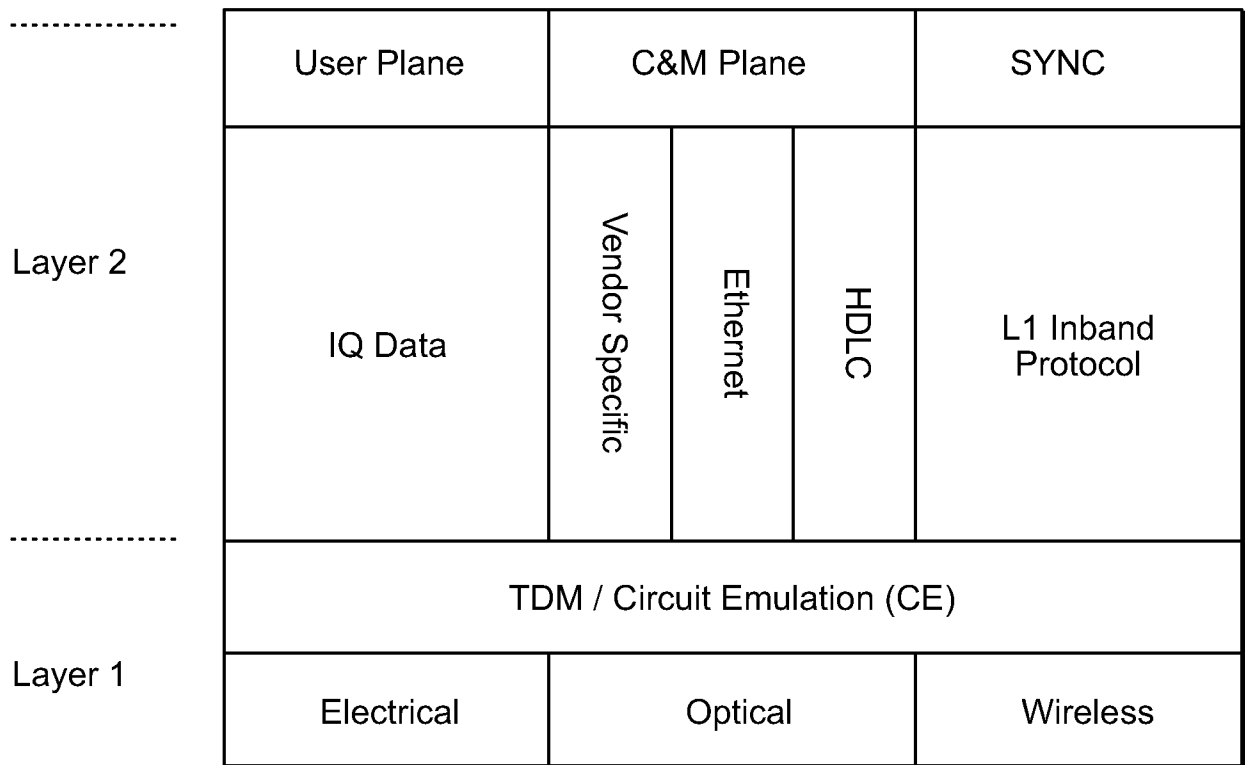 User Plane
C&M Plane
SYNC
Layer 2
IQ Data
Vendor Specific
Ethernet
HDLC
L1 Inband
Protocol
TDM / Circuit Emulation (CE)
Layer 1
Electrical
Optical
Wireless